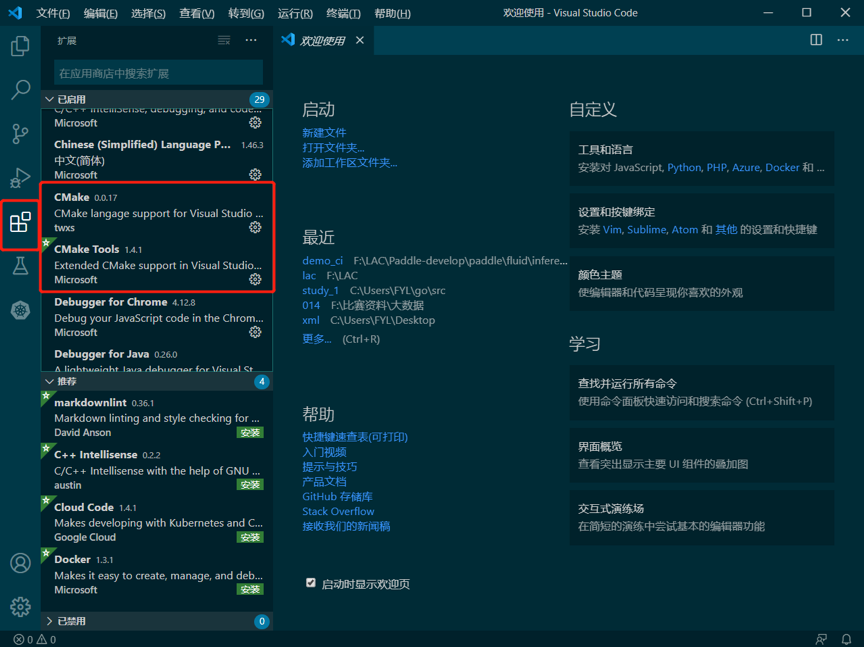 文件(F) 编辑(E) 选择(S) 查看(V) 转到(G) 运行(R) 终端(T) 帮助(H) 欢迎使用 - Visual Studio Code
扩展
在应用商店中搜索扩展
已启用 29
C/C++ IntelliSense, debugging, and code...
Microsoft
Chinese (Simplified) Language P... 1.46.3
中文(简体)
Microsoft
CMake 0.0.17
CMake langage support for Visual Studio ...
twxs
CMake Tools 1.4.1
Extended CMake support in Visual Studio...
Microsoft
Debugger for Chrome 4.12.8
Debug your JavaScript code in the Chrom...
Microsoft
Debugger for Java 0.26.0
A lightweight Java debugger for Visual St...
推荐 4
markdownlint 0.36.1
Markdown linting and style checking for ...
David Anson 安装
C++ Intellisense 0.2.2
C/C++ Intellisense with the help of GNU ...
austin 安装
Cloud Code 1.4.1
Makes developing with Kubernetes and C...
Google Cloud 安装
Docker 1.3.1
Makes it easy to create, manage, and deb...
Microsoft 安装
已禁用 0
欢迎使用
启动
新建文件
打开文件夹...
添加工作区文件夹...
最近
demo_ci F:\LAC\Paddle-develop\paddle\fluid\infere...
lac F:\LAC
study_1 C:\Users\FYL\go\src
014 F:\比赛资料\大数据
xml C:\Users\FYL\Desktop
更多... (Ctrl+R)
帮助
快捷键速查表(可打印)
入门视频
提示与技巧
产品文档
GitHub 存储库
Stack Overflow
接收我们的新闻稿
启动时显示欢迎页
自定义
工具和语言
安装对 JavaScript, Python, PHP, Azure, Docker 和 ...
设置和按键绑定
安装 Vim, Sublime, Atom 和 其他 的设置和快捷键
颜色主题
使编辑器和代码呈现你喜欢的外观
学习
查找并运行所有命令
使用命令面板快速访问和搜索命令 (Ctrl+Shift+P)
界面概览
查看突出显示主要 UI 组件的叠加图
交互式演练场
在简短的演练中尝试基本的编辑器功能
0 0